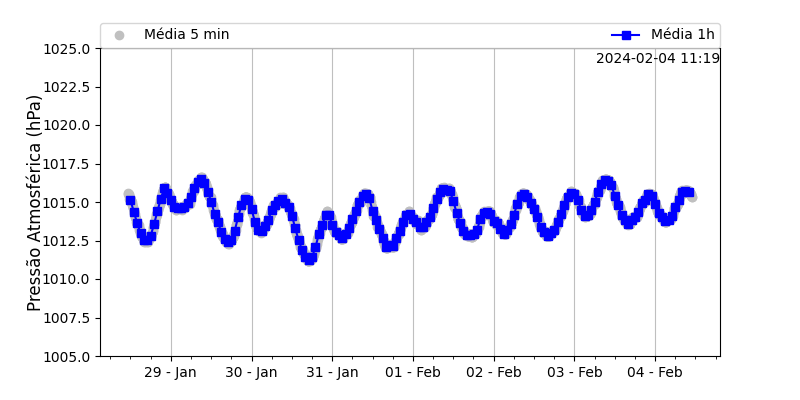 Média 5 min
Média 1h
2024-02-04 11:19
Pressão Atmosférica (hPa)
1025.0
1022.5
1020.0
1017.5
1015.0
1012.5
1010.0
1007.5
1005.0
29 - Jan
30 - Jan
31 - Jan
01 - Feb
02 - Feb
03 - Feb
04 - Feb